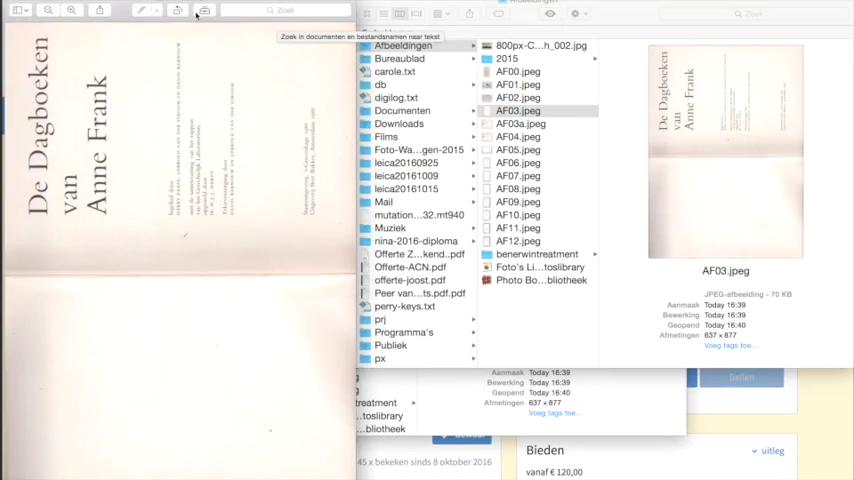 Zoek
Zoek in documenten en bestandsnamen naar tekst
De Dagboeken
van
Anne Frank
Afbeeldingen
Zoek
Afbeeldingen
Bureaublad
carole.txt
db
digilog.txt
Documenten
Downloads
Films
Foto-Wa...gen-2015
leica20160925
leica20161009
leica20161015
Mail
mutation...32.mt940
Muziek
nina-2016-diploma
Offerte Z...kend..pdf
Offerte-ACN.pdf
offerte-joost.pdf
Peer van...ts.pdf.pdf
perry-keys.txt
prj
Programma's
Publiek
px
800px-C...h_002.jpg
2015
AF00.jpeg
AF01.jpeg
AF02.jpeg
AF03.jpeg
AF03a.jpeg
AF04.jpeg
AF05.jpeg
AF06.jpeg
AF07.jpeg
AF08.jpeg
AF09.jpeg
AF10.jpeg
AF11.jpeg
AF12.jpeg
benerwintreatment
Foto's Li...toslibrary
Photo Bo...bliotheek
De Dagboeken
van
Anne Frank
AF03.jpeg
JPEG-afbeelding - 70 KB
Aanmaak Today 16:39
Bewerking Today 16:39
Geopend Today 16:40
Afmetingen 637 × 877
Voeg tags toe...
Aanmaak Today 16:39
Bewerking Today 16:39
Geopend Today 16:40
Afmetingen 637 × 877
Voeg tags toe...
treatment
...toslibrary
...bliotheek
45 x bekeken sinds 8 oktober 2016
Bieden
uitleg
vanaf € 120,00